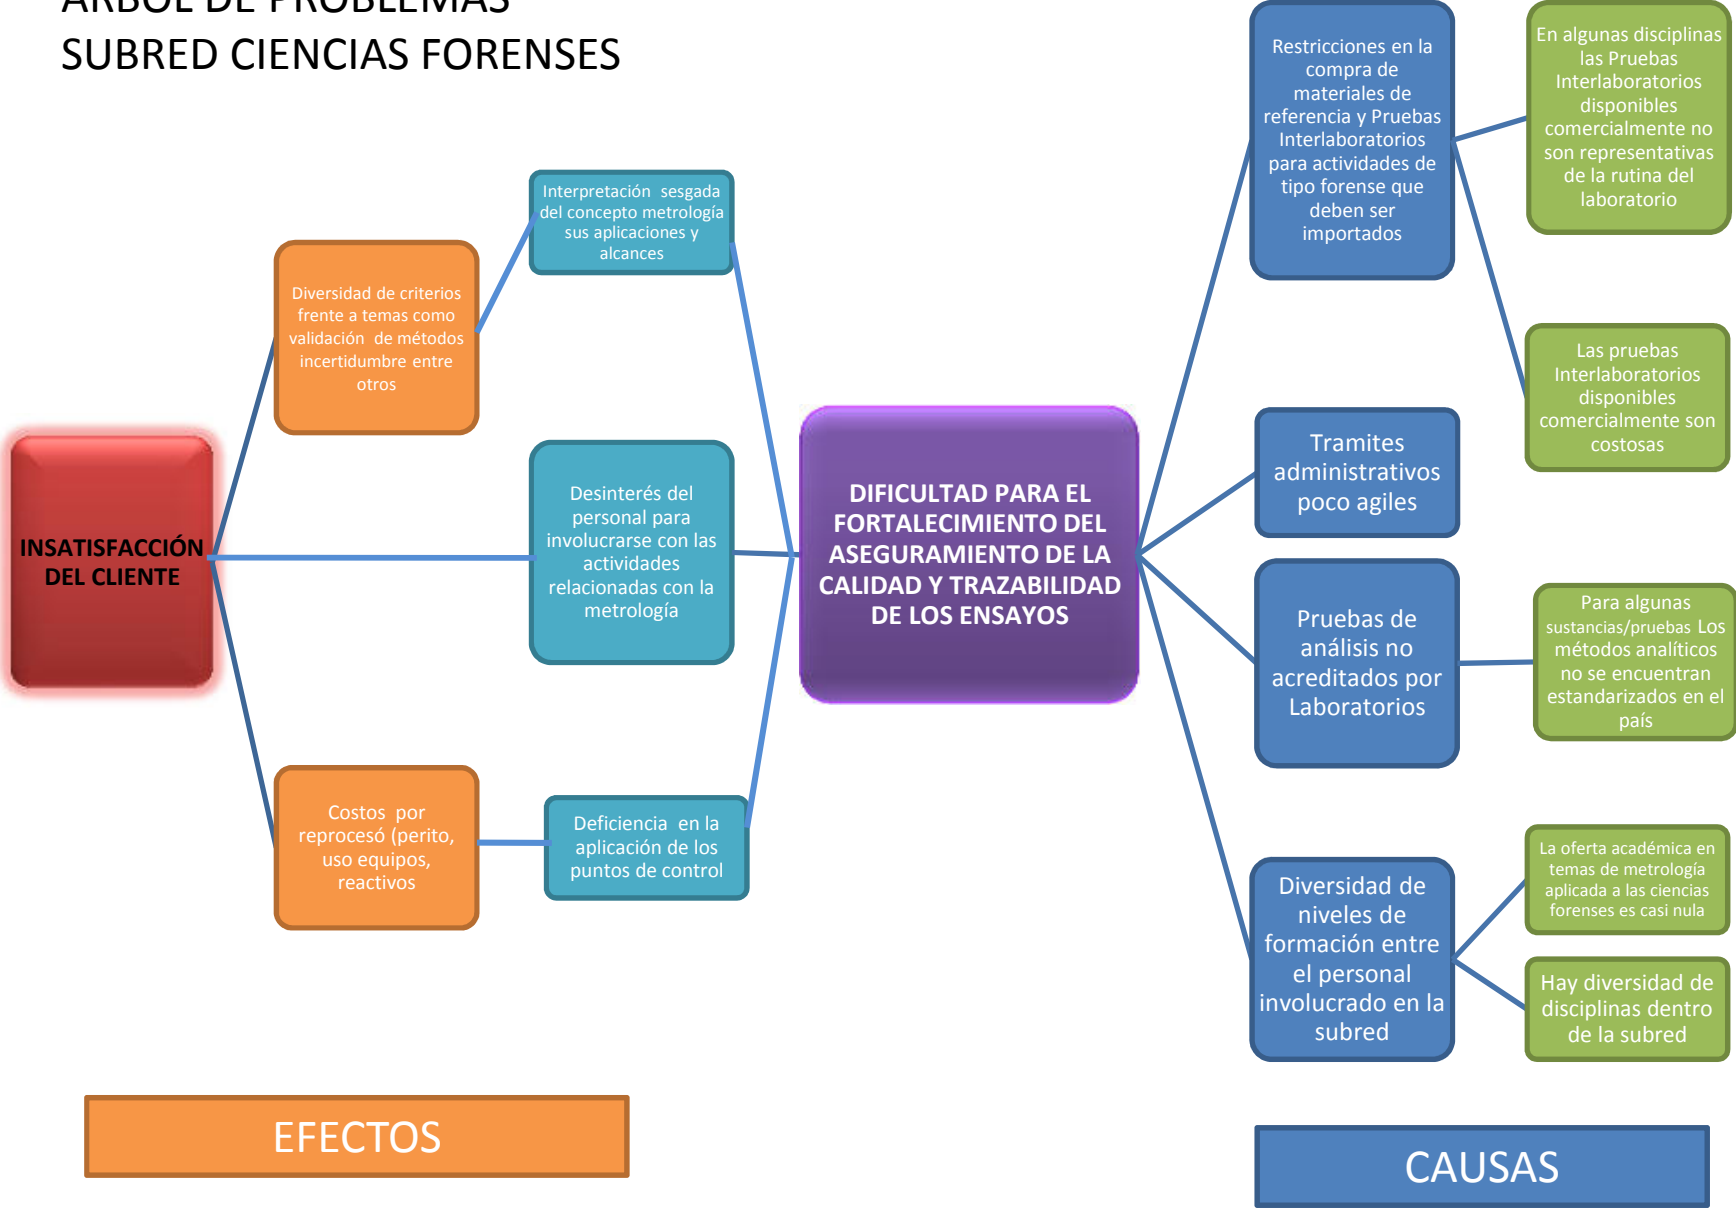 ÁRBOL DE PROBLEMAS
SUBRED CIENCIAS FORENSES
INSATISFACCIÓN
DEL CLIENTE
Diversidad de criterios
frente a temas como
validación de métodos
incertidumbre entre
otros
Costos por
reprocesó (perito,
uso equipos,
reactivos
Interpretación sesgada
del concepto metrología
sus aplicaciones y
alcances
Desinterés del
personal para
involucrarse con las
actividades
relacionadas con la
metrología
Deficiencia en la
aplicación de los
puntos de control
DIFICULTAD PARA EL
FORTALECIMIENTO DEL
ASEGURAMIENTO DE LA
CALIDAD Y TRAZABILIDAD
DE LOS ENSAYOS
Restricciones en la
compra de
materiales de
referencia y Pruebas
Interlaboratorios
para actividades de
tipo forense que
deben ser
importados
Tramites
administrativos
poco agiles
Pruebas de
análisis no
acreditados por
Laboratorios
Diversidad de
niveles de
formación entre
el personal
involucrado en la
subred
En algunas disciplinas
las Pruebas
Interlaboratorios
disponibles
comercialmente no
son representativas
de la rutina del
laboratorio
Las pruebas
Interlaboratorios
disponibles
comercialmente son
costosas
Para algunas
sustancias/pruebas Los
métodos analíticos
no se encuentran
estandarizados en el
país
La oferta académica en
temas de metrología
aplicada a las ciencias
forenses es casi nula
Hay diversidad de
disciplinas dentro
de la subred
EFECTOS
CAUSAS